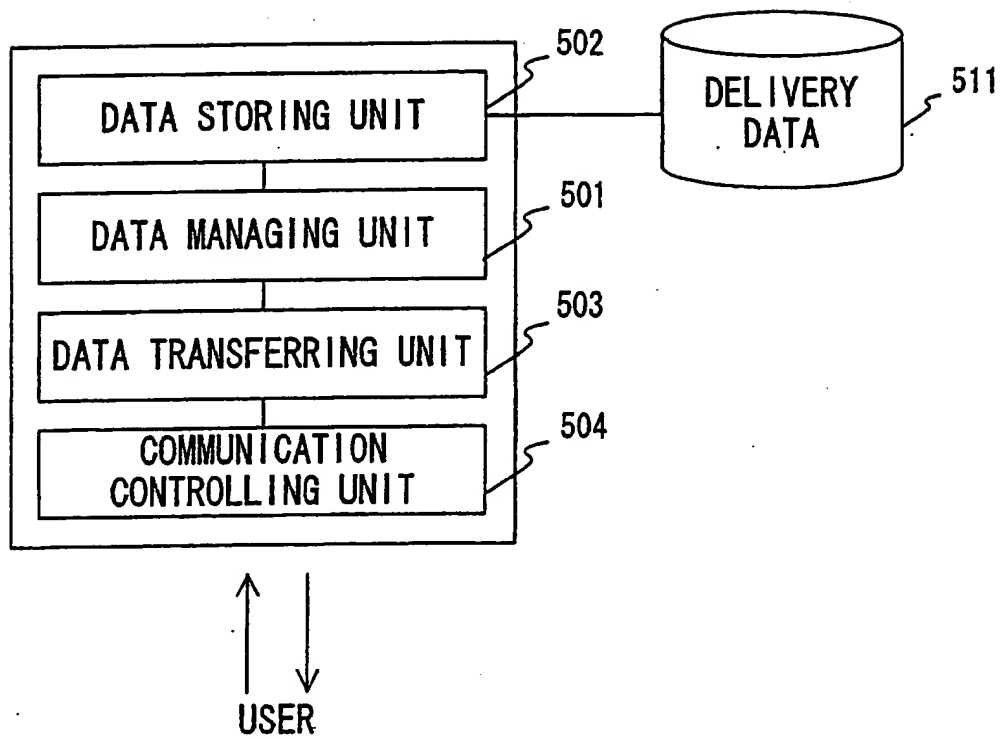 502
DATA STORING UNIT
DELIVERY
DATA
511
501
DATA MANAGING UNIT
503
DATA TRANSFERRING UNIT
504
COMMUNICATION
CONTROLLING UNIT
USER